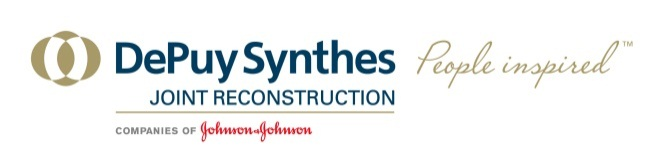 DePuy Synthes People inspired™
JOINT RECONSTRUCTION
COMPANIES OF Johnson & Johnson